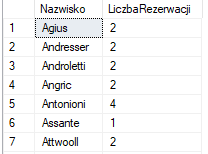 Nazwisko LiczbaRezerwacji
1 Agius 2
2 Andresser 2
3 Androletti 2
4 Angric 2
5 Antonioni 4
6 Assante 1
7 Attwooll 2